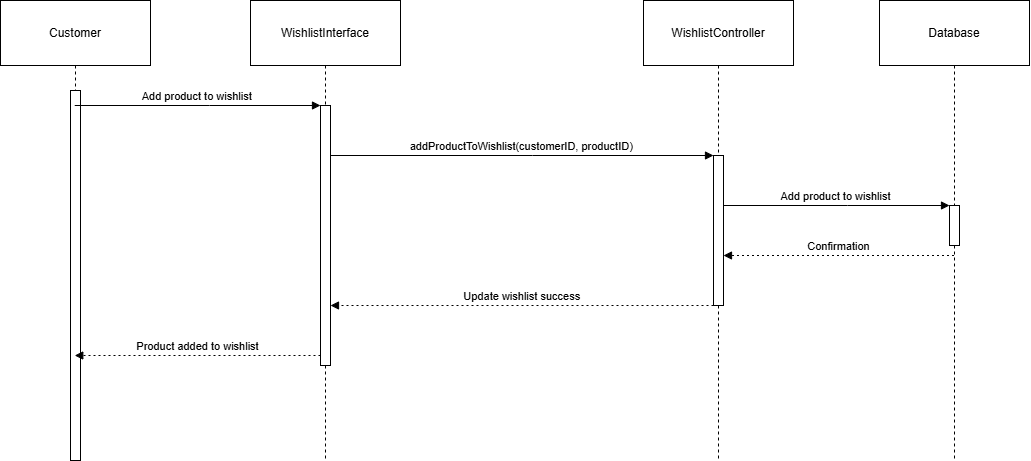 Customer
WishlistInterface
WishlistController
Database
Add product to wishlist
addProductToWishlist(customerID, productID)
Add product to wishlist
Confirmation
Update wishlist success
Product added to wishlist